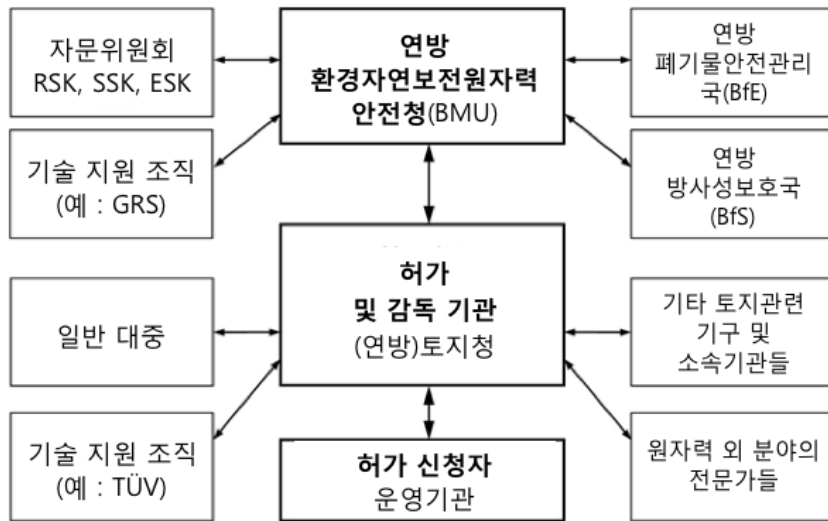 자문위원회
RSK, SSK, ESK
연방
환경자연보전원자력
안전청(BMU)
연방
폐기물안전관리
국(BfE)
기술 지원 조직
(예 : GRS)
연방
방사성보호국
(BfS)
일반 대중
허가
및 감독 기관
(연방)토지청
기타 토지관련
기구 및
소속기관들
기술 지원 조직
(예 : TÜV)
허가 신청자
운영기관
원자력 외 분야의
전문가들